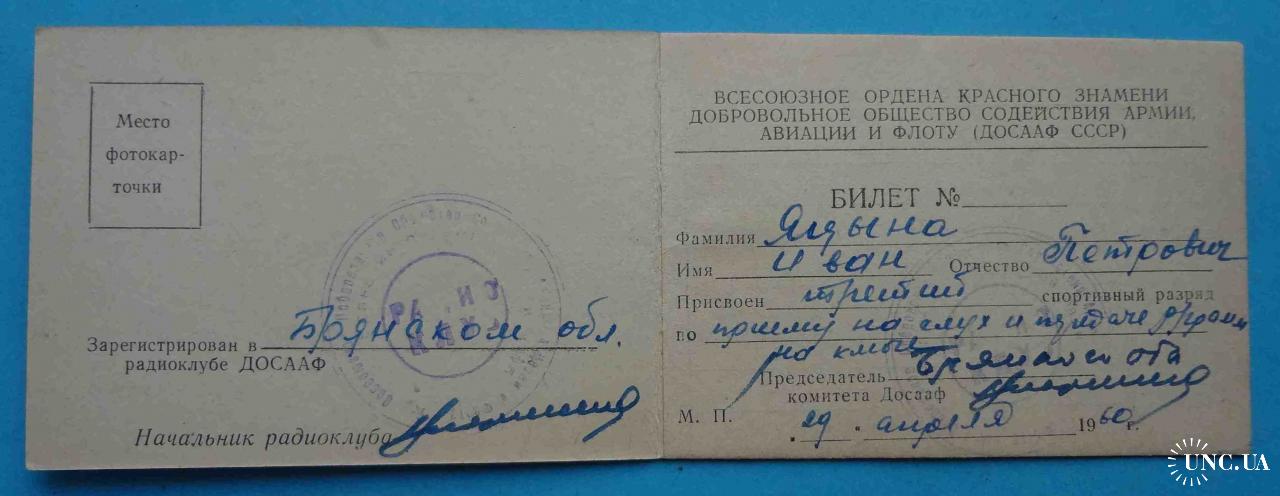 Место
фотокар-
точки
Зарегистрирован в Брянском обл.
радиоклубе ДОСААФ
Начальник радиоклуба
ВСЕСОЮЗНОЕ ОРДЕНА КРАСНОГО ЗНАМЕНИ
ДОБРОВОЛЬНОЕ ОБЩЕСТВО СОДЕЙСТВИЯ АРМИИ,
АВИАЦИИ И ФЛОТУ (ДОСААФ СССР)
БИЛЕТ №
Фамилия
Имя Иван Отчество Петрович
Присвоен третий спортивный разряд
по приему на слух и передаче
на ключе
Председатель Брянского обл
комитета Досааф
М. П. 29 апреля 1960 г.
UNC.UA